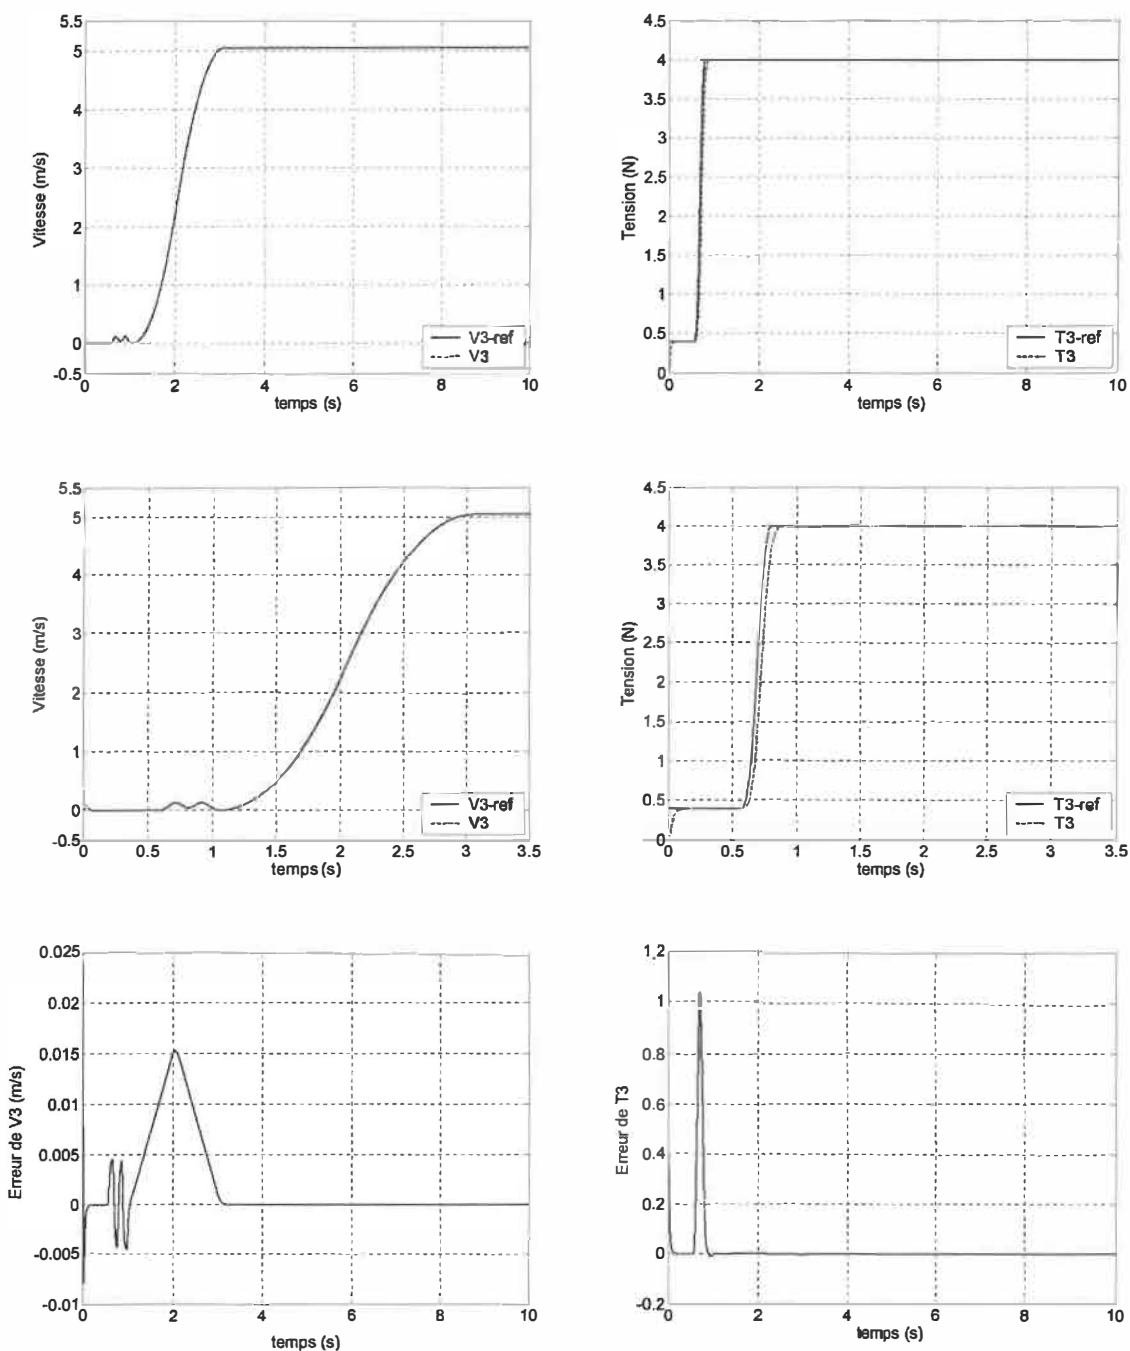 5.5
5
4
3
2
1
0
-0.5
Vitesse (m/s)
V3-ref
V3
0 2 4 6 8 10
temps (s)
4.5
4
3.5
3
2.5
2
1.5
1
0.5
0
Tension (N)
T3-ref
T3
0 2 4 6 8 10
temps (s)
5.5
5
4
3
2
1
0
-0.5
Vitesse (m/s)
V3-ref
V3
0 0.5 1 1.5 2 2.5 3 3.5
temps (s)
4.5
4
3.5
3
2.5
2
1.5
1
0.5
0
Tension (N)
T3-ref
T3
0 0.5 1 1.5 2 2.5 3 3.5
temps (s)
0.025
0.02
0.015
0.01
0.005
0
-0.005
-0.01
Erreur de V3 (m/s)
0 2 4 6 8 10
temps (s)
1.2
1
0.8
0.6
0.4
0.2
0
-0.2
Erreur de T3
0 2 4 6 8 10
temps (s)